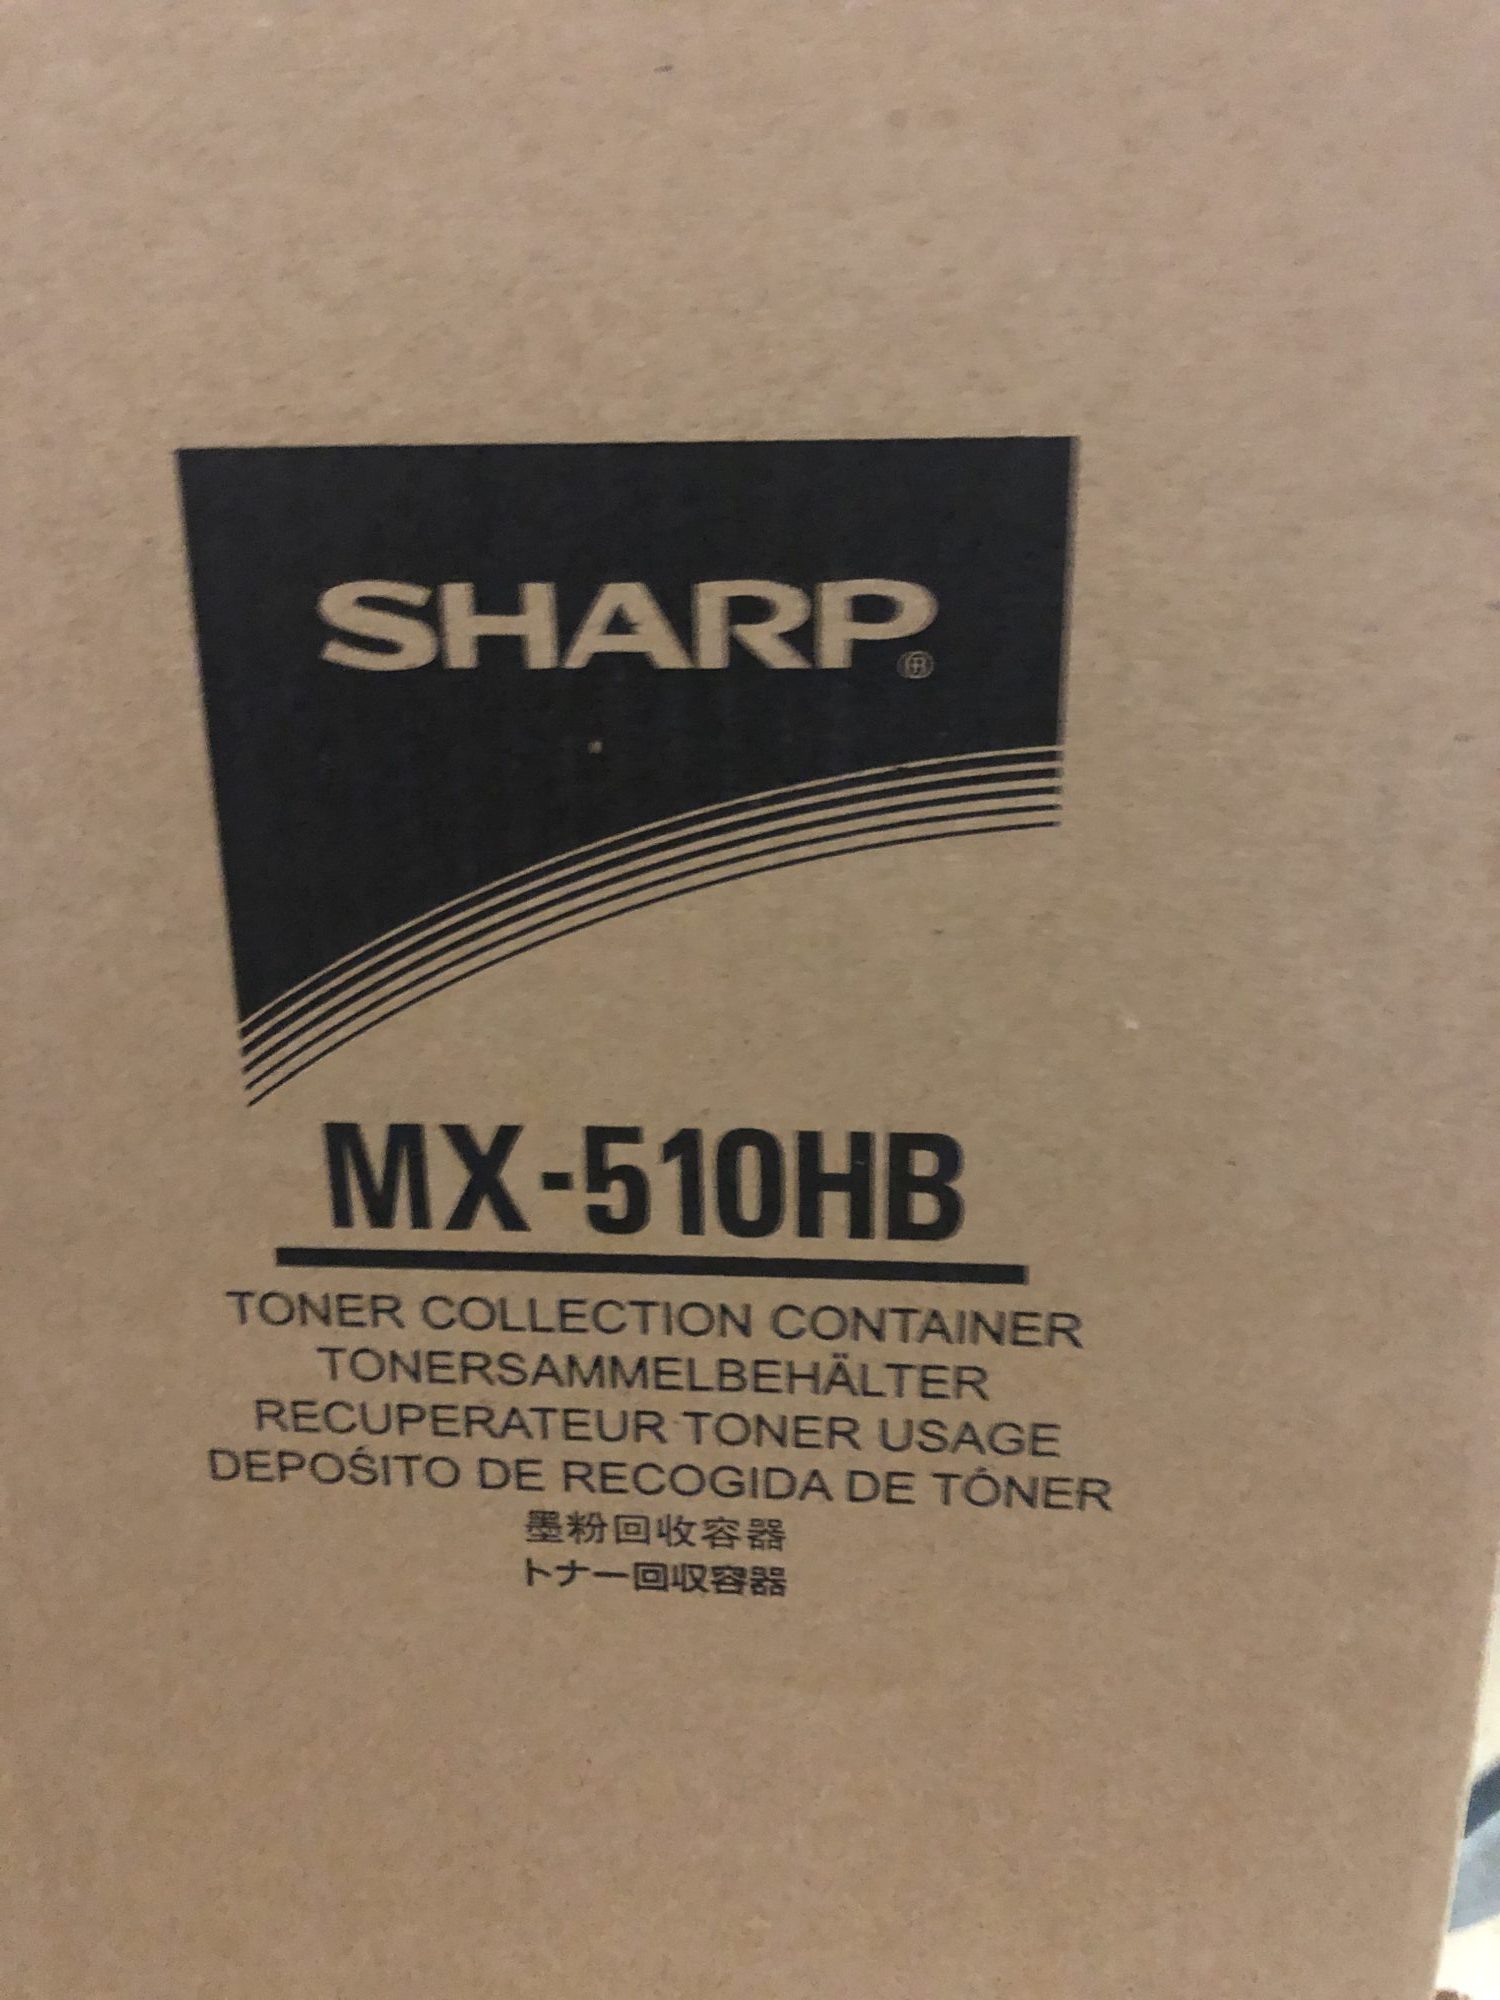 SHARP®
MX-510HB
TONER COLLECTION CONTAINER
TONERSAMMELBEHÄLTER
RECUPERATEUR TONER USAGE
DEPOŚITO DE RECOGIDA DE TÓNER
墨粉回收容器
トナー回収容器